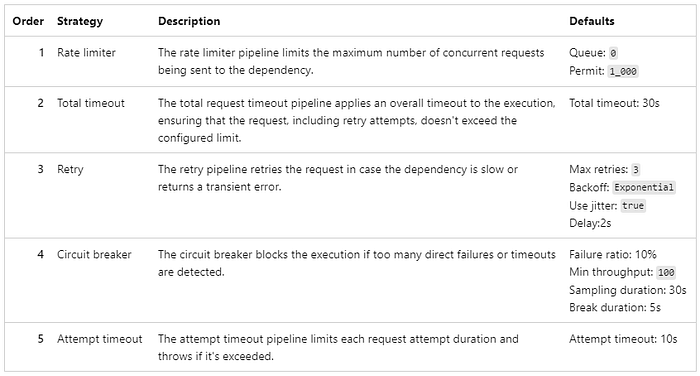 Order Strategy Description Defaults
1 Rate limiter The rate limiter pipeline limits the maximum number of concurrent requests Queue: 0
being sent to the dependency. Permit: 1_000
2 Total timeout The total request timeout pipeline applies an overall timeout to the execution, Total timeout: 30s
ensuring that the request, including retry attempts, doesn't exceed the
configured limit.
3 Retry The retry pipeline retries the request in case the dependency is slow or Max retries: 3
returns a transient error. Backoff: Exponential
Use jitter: true
Delay:2s
4 Circuit breaker The circuit breaker blocks the execution if too many direct failures or timeouts Failure ratio: 10%
are detected. Min throughput: 100
Sampling duration: 30s
Break duration: 5s
5 Attempt timeout The attempt timeout pipeline limits each request attempt duration and Attempt timeout: 10s
throws if it's exceeded.